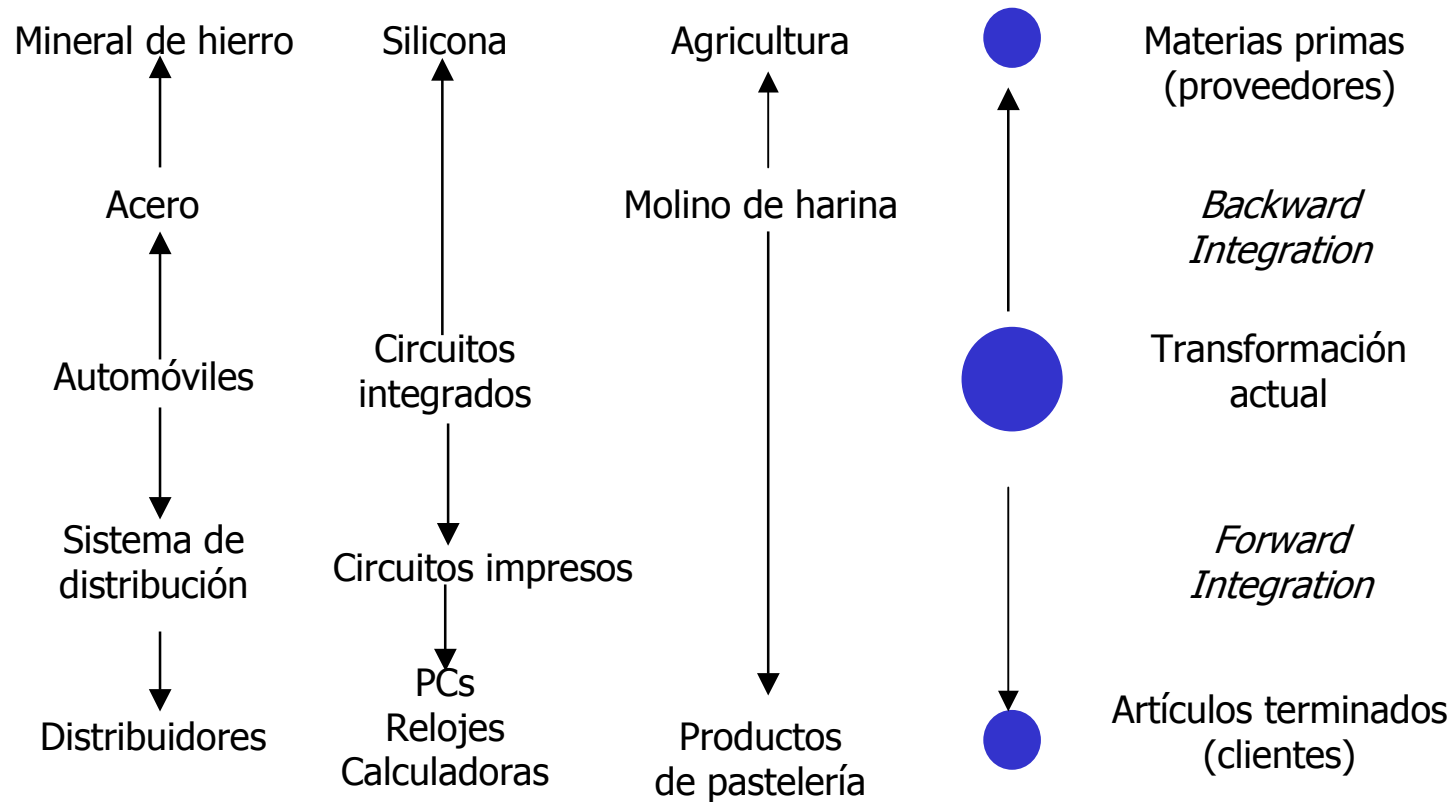 Mineral de hierro
Silicona
Agricultura
Materias primas
(proveedores)
Acero
Molino de harina
Backward
Integration
Automóviles
Circuitos
integrados
Transformación
actual
Sistema de
distribución
Circuitos impresos
Forward
Integration
Distribuidores
PCs
Relojes
Calculadoras
Productos
de pastelería
Artículos terminados
(clientes)